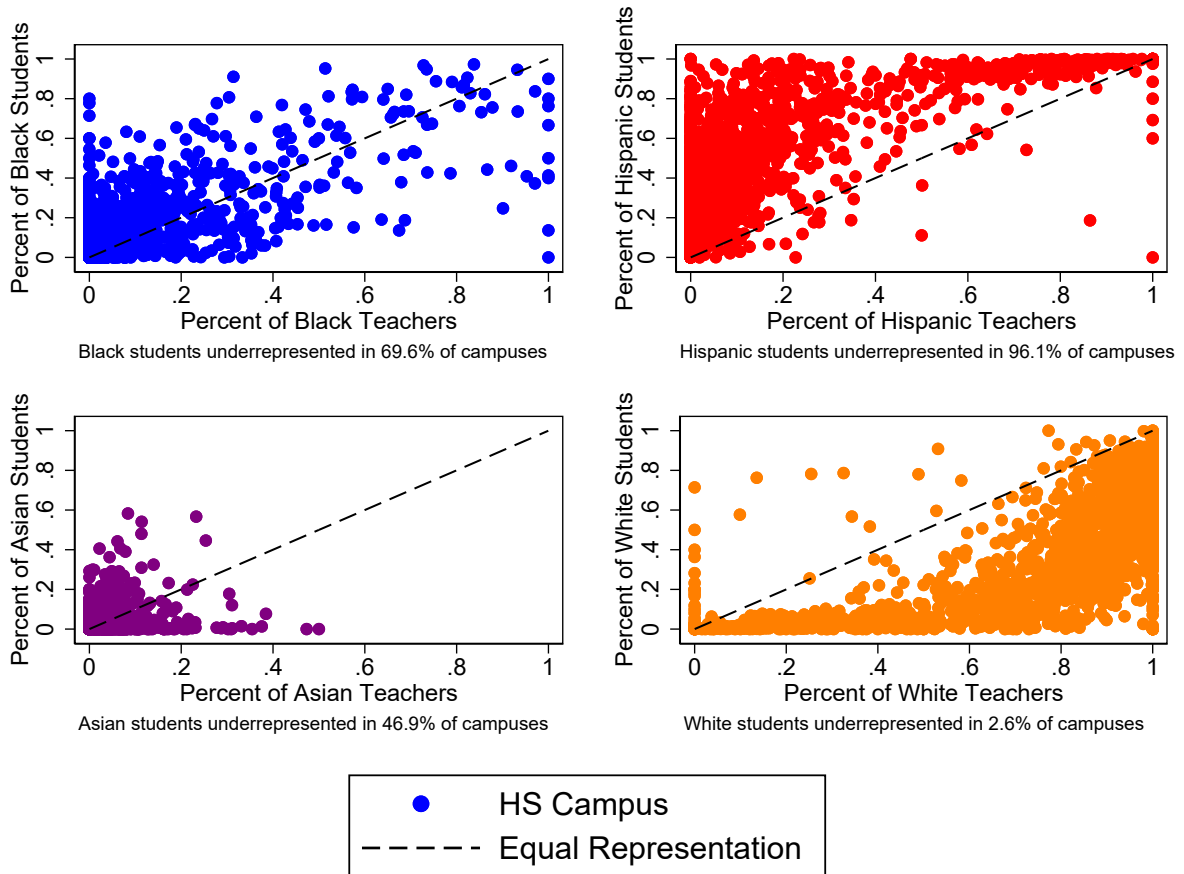 Percent of Black Students
0 .2 .4 .6 .8 1
0 .2 .4 .6 .8 1
Percent of Black Teachers
Black students underrepresented in 69.6% of campuses
Percent of Hispanic Students
0 .2 .4 .6 .8 1
0 .2 .4 .6 .8 1
Percent of Hispanic Teachers
Hispanic students underrepresented in 96.1% of campuses
Percent of Asian Students
0 .2 .4 .6 .8 1
0 .2 .4 .6 .8 1
Percent of Asian Teachers
Asian students underrepresented in 46.9% of campuses
Percent of White Students
0 .2 .4 .6 .8 1
0 .2 .4 .6 .8 1
Percent of White Teachers
White students underrepresented in 2.6% of campuses
HS Campus
Equal Representation